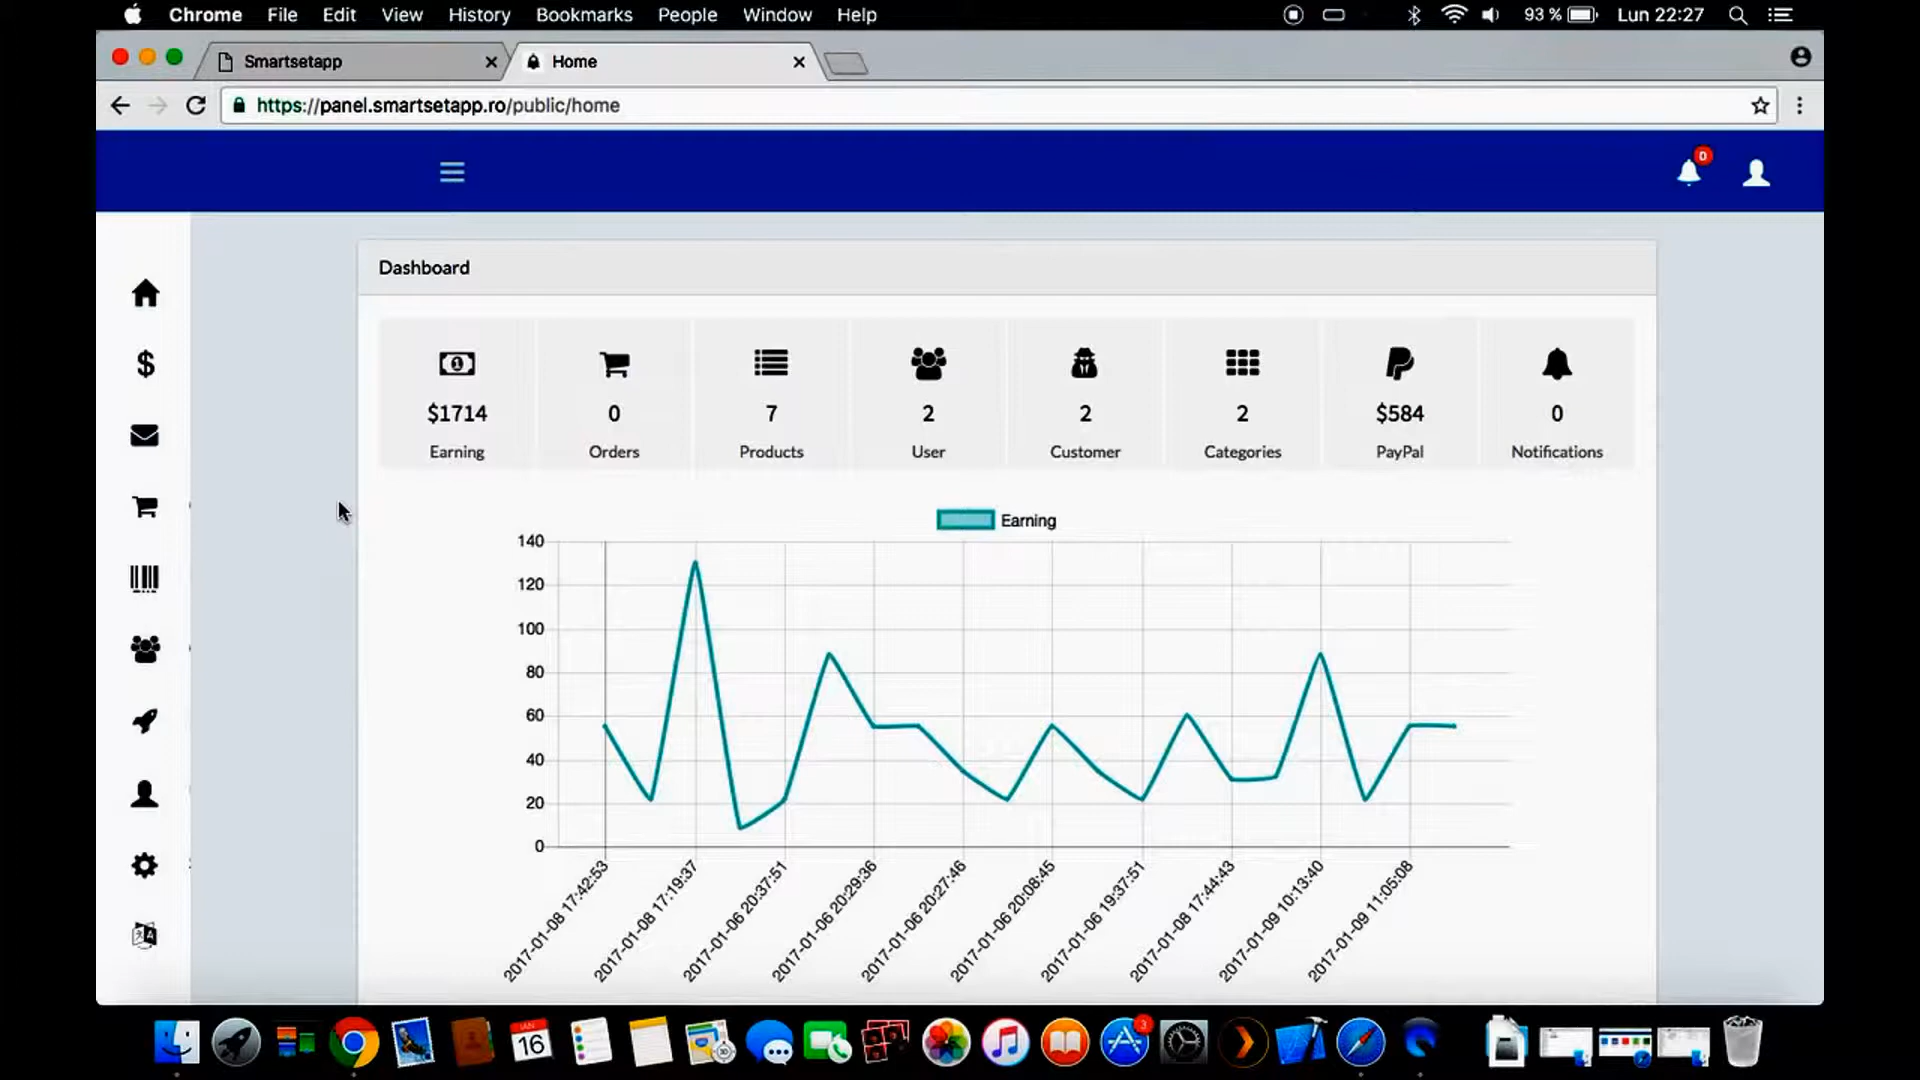 Chrome File Edit View History Bookmarks People Window Help 93 % Lun 22:27
Smartsetapp Home
https://panel.smartsetapp.ro/public/home
0
Dashboard
$1714 0 7 2 2 2 $584 0
Earning Orders Products User Customer Categories PayPal Notifications
Earning
140
120
100
80
60
40
20
0
2017-01-08 17:42:53
2017-01-08 17:19:37
2017-01-06 20:37:51
2017-01-06 20:29:36
2017-01-06 20:27:46
2017-01-06 20:08:45
2017-01-06 19:37:51
2017-01-08 17:44:43
2017-01-09 10:13:40
2017-01-09 11:05:08
JAN
16
3